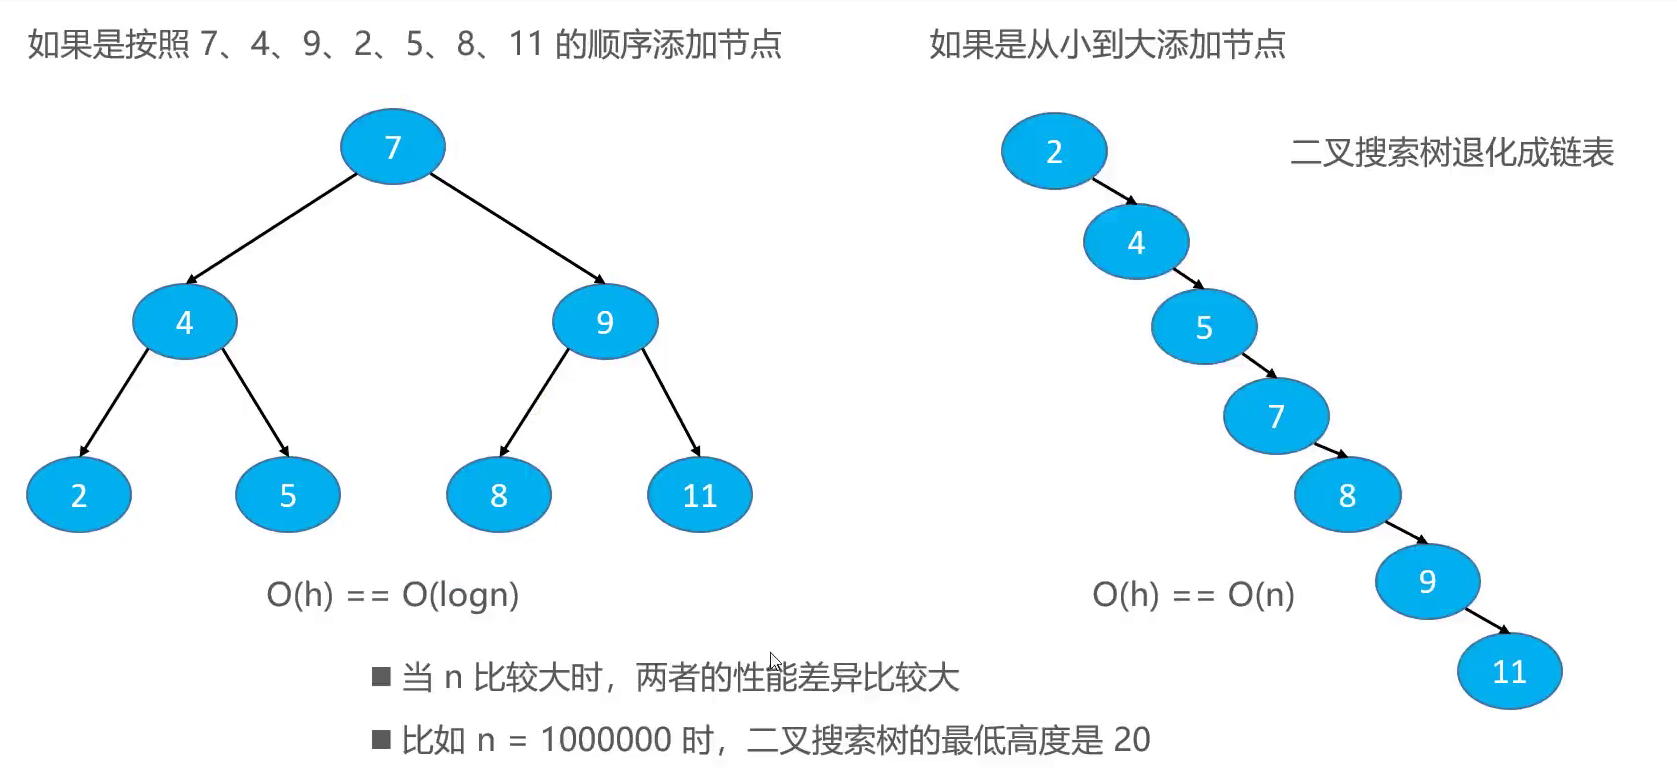 如果是按照 7、4、9、2、5、8、11 的顺序添加节点
7
4
9
2
5
8
11
O(h) == O(logn)
如果是从小到大添加节点
二叉搜索树退化成链表
2
4
5
7
8
9
11
O(h) == O(n)
■ 当 n 比较大时，两者的性能差异比较大
■ 比如 n = 1000000 时，二叉搜索树的最低高度是 20